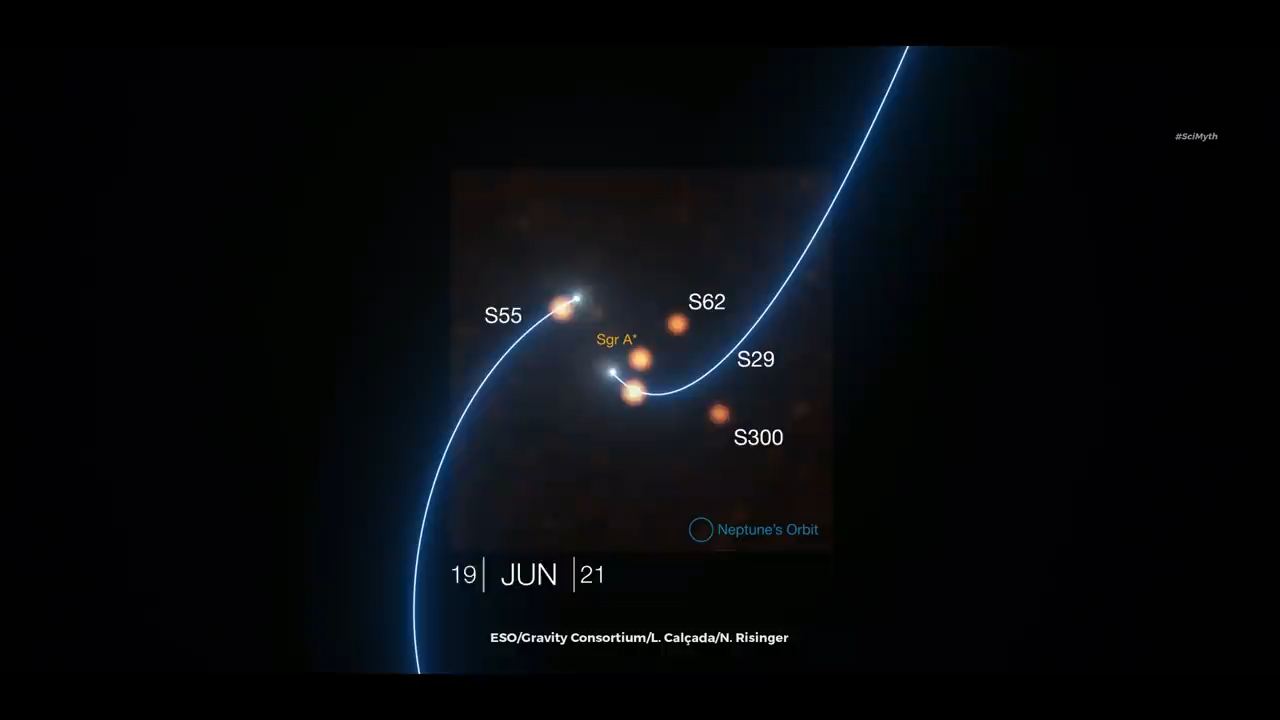 #SciMyth
S62
S55
Sgr A*
S29
S300
Neptune's Orbit
19 JUN 21
ESO/Gravity Consortium/L. Calçada/N. Risinger